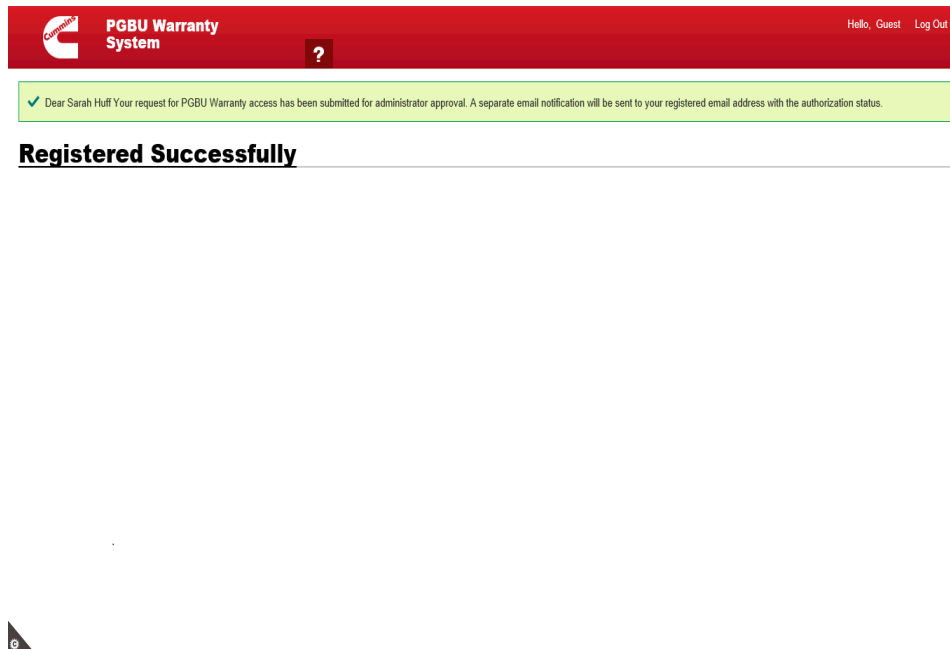 Cummins
PGBU Warranty
System
?
Hello, Guest Log Out
Dear Sarah Huff Your request for PGBU Warranty access has been submitted for administrator approval. A separate email notification will be sent to your registered email address with the authorization status.
Registered Successfully